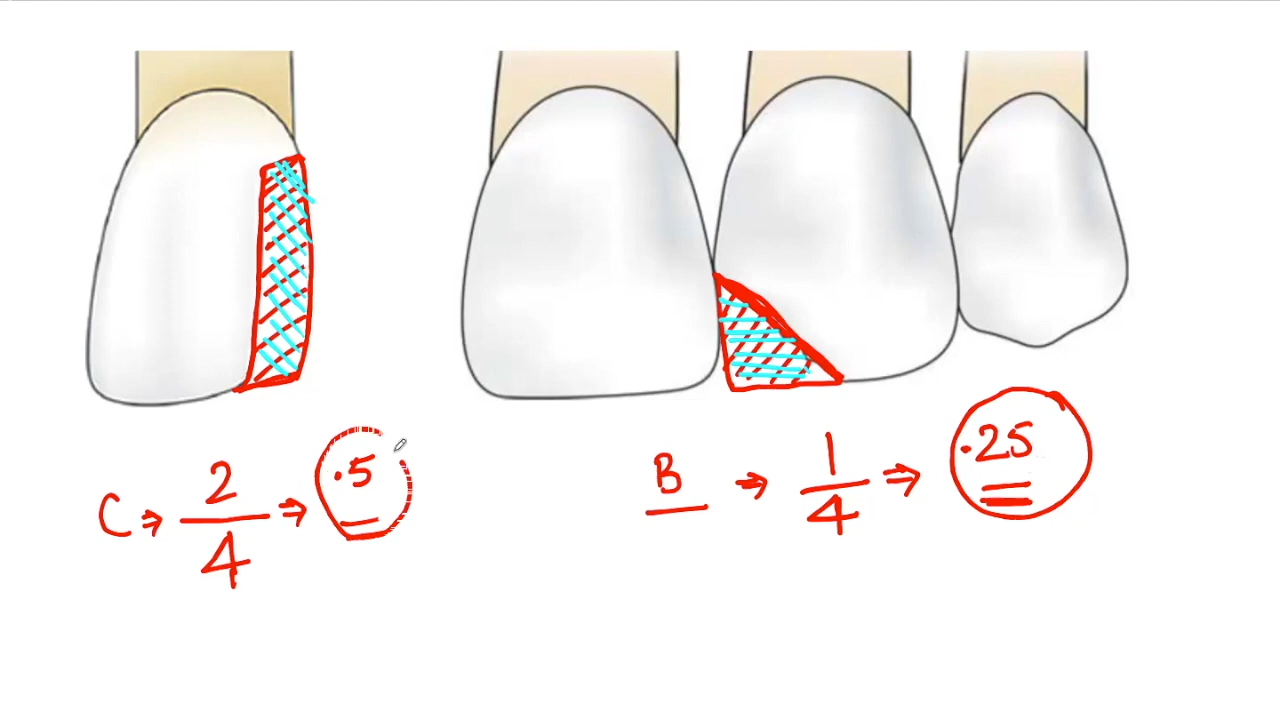 C → 2/4 ⇒ .5
B → 1/4 ⇒ .25